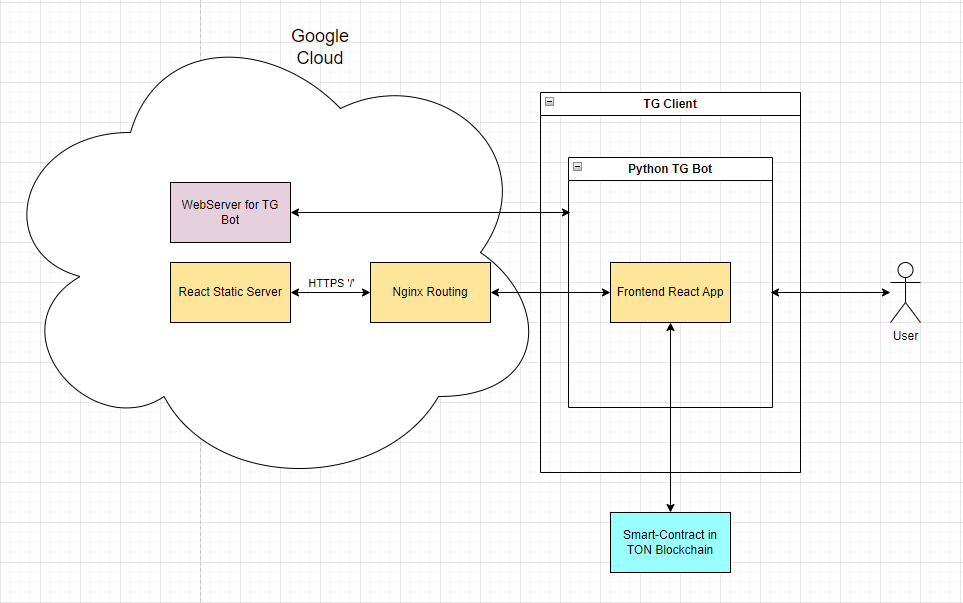 Google
Cloud
TG Client
Python TG Bot
WebServer for TG
Bot
React Static Server
HTTPS '/'
Nginx Routing
Frontend React App
User
Smart-Contract in
TON Blockchain